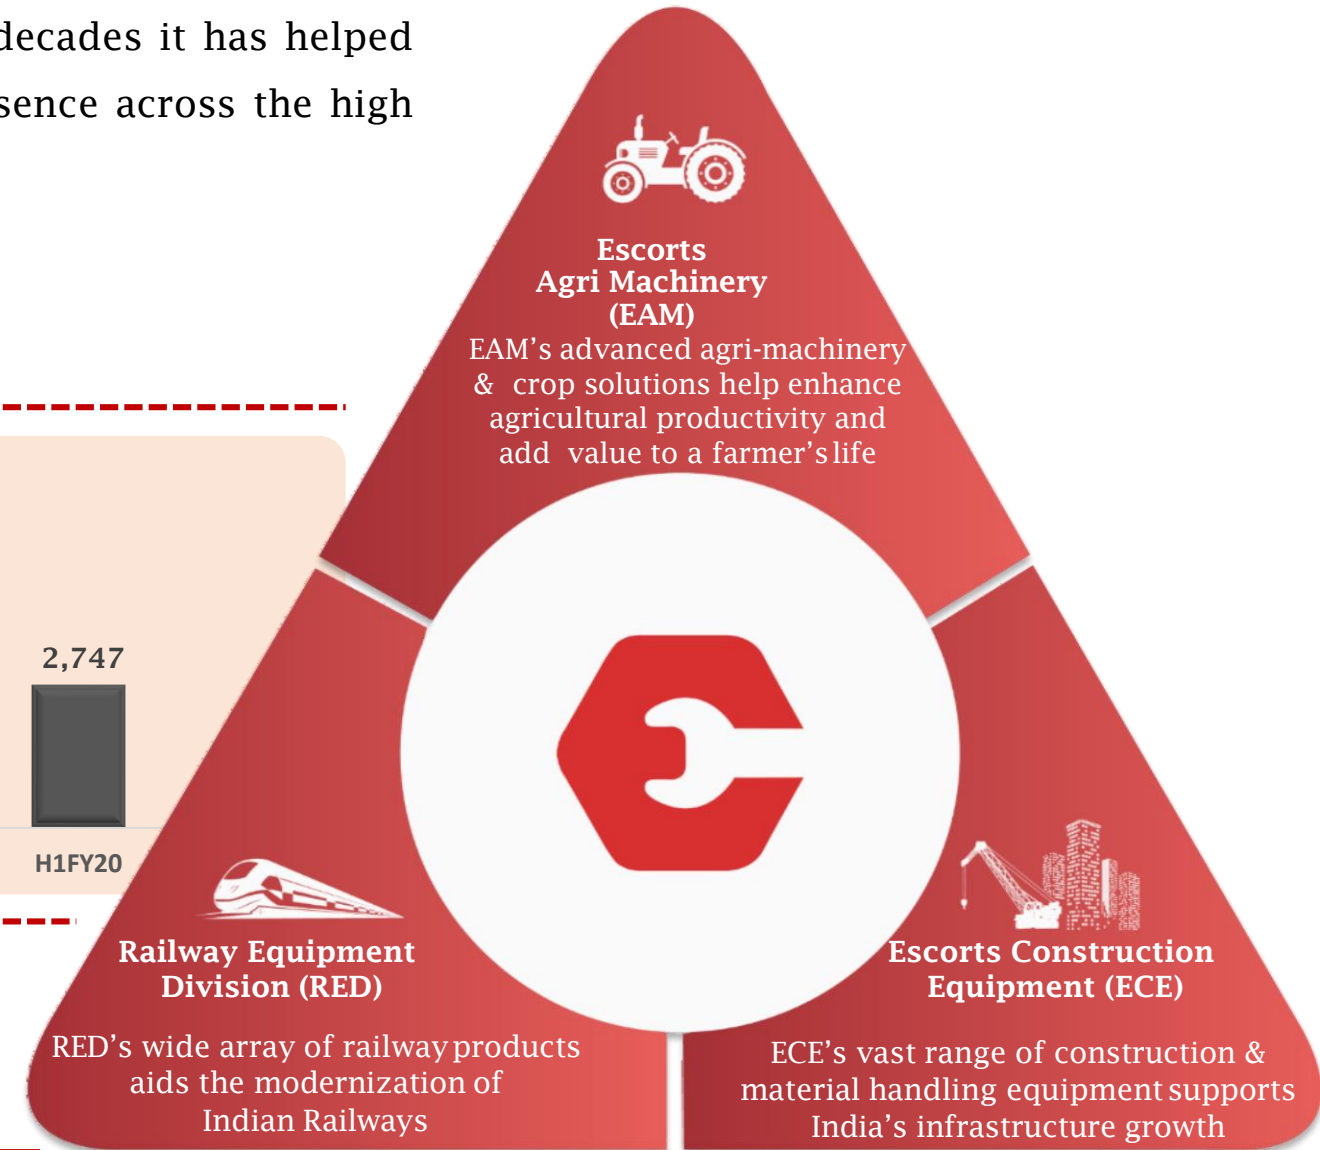 decades it has helped
sence across the high
Escorts
Agri Machinery
(EAM)
EAM’s advanced agri-machinery
& crop solutions help enhance
agricultural productivity and
add value to a farmer’s life
2,747
H1FY20
Railway Equipment
Division (RED)
RED’s wide array of railway products
aids the modernization of
Indian Railways
Escorts Construction
Equipment (ECE)
ECE’s vast range of construction &
material handling equipment supports
India’s infrastructure growth